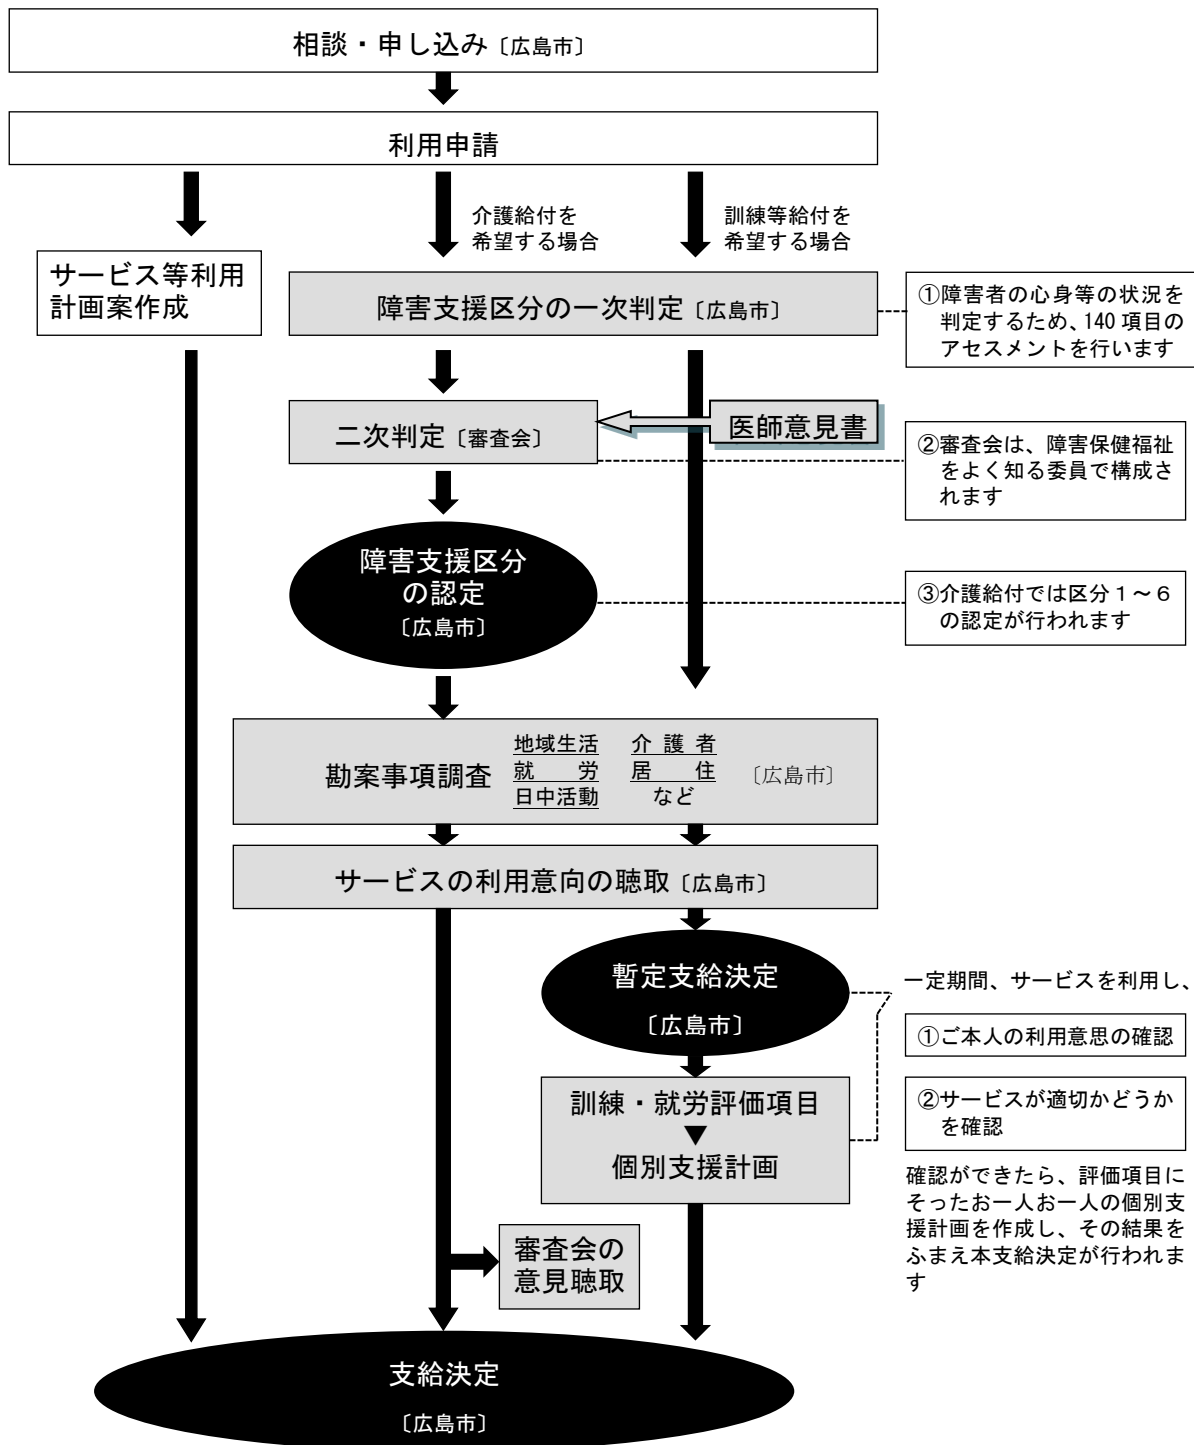 相談・申し込み〔広島市〕
利用申請
介護給付を
希望する場合
訓練等給付を
希望する場合
サービス等利用
計画案作成
障害支援区分の一次判定〔広島市〕
①障害者の心身等の状況を
判定するため、140 項目の
アセスメントを行います
二次判定〔審査会〕
医師意見書
②審査会は、障害保健福祉
をよく知る委員で構成さ
れます
障害支援区分
の認定
〔広島市〕
③介護給付では区分1～6
の認定が行われます
勘案事項調査
地域生活
就 労
日中活動
介 護 者
居 住
など
〔広島市〕
サービスの利用意向の聴取〔広島市〕
暫定支給決定
〔広島市〕
一定期間、サービスを利用し、
①ご本人の利用意思の確認
②サービスが適切かどうか
を確認
訓練・就労評価項目
▼
個別支援計画
確認ができたら、評価項目に
そったお一人お一人の個別支
援計画を作成し、その結果を
ふまえ本支給決定が行われま
す
審査会の
意見聴取
支給決定
〔広島市〕